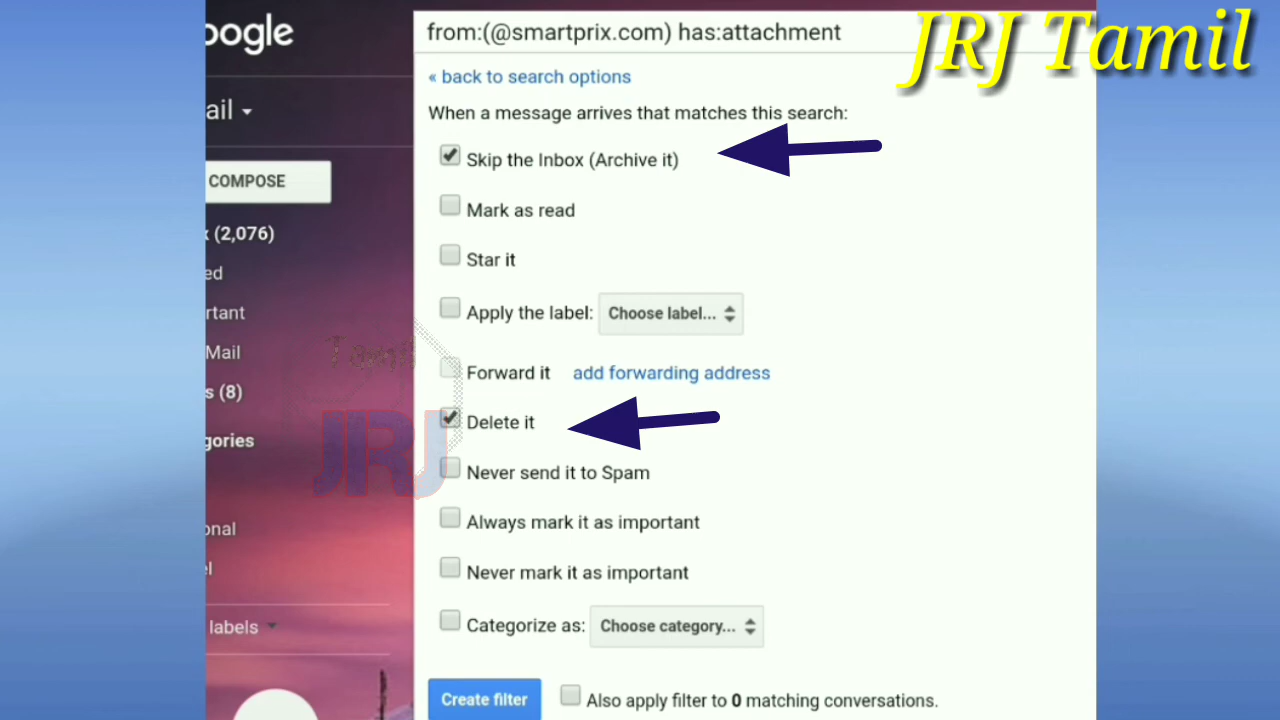 oogle
from:(@smartprix.com) has:attachment
JRJ Tamil
« back to search options
ail
When a message arrives that matches this search:
Skip the Inbox (Archive it)
COMPOSE
Mark as read
x (2,076)
Star it
ed
rtant
Apply the label: Choose label...
Mail
Tamil
Forward it add forwarding address
s (8)
Delete it
gories
JRJ
Never send it to Spam
onal
Always mark it as important
el
Never mark it as important
labels
Categorize as: Choose category...
Create filter
Also apply filter to 0 matching conversations.